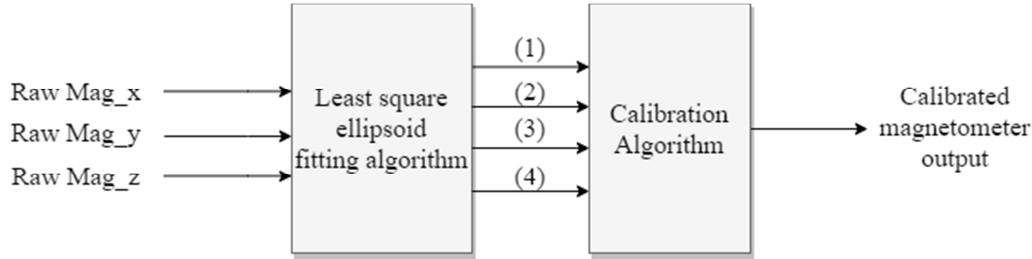 Raw Mag_x
Raw Mag_y
Raw Mag_z
Least square
ellipsoid
fitting algorithm
(1)
(2)
(3)
(4)
Calibration
Algorithm
Calibrated
magnetometer
output